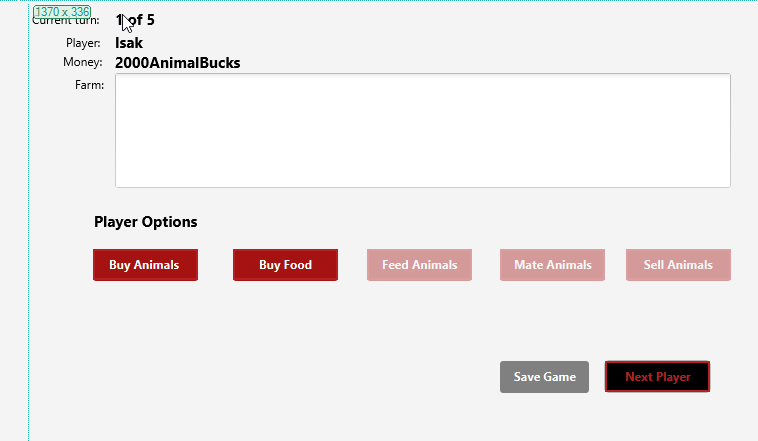 1370 x 336
Current turn: 1 of 5
Player: Isak
Money: 2000AnimalBucks
Farm:
Player Options
Buy Animals Buy Food Feed Animals Mate Animals Sell Animals
Save Game Next Player